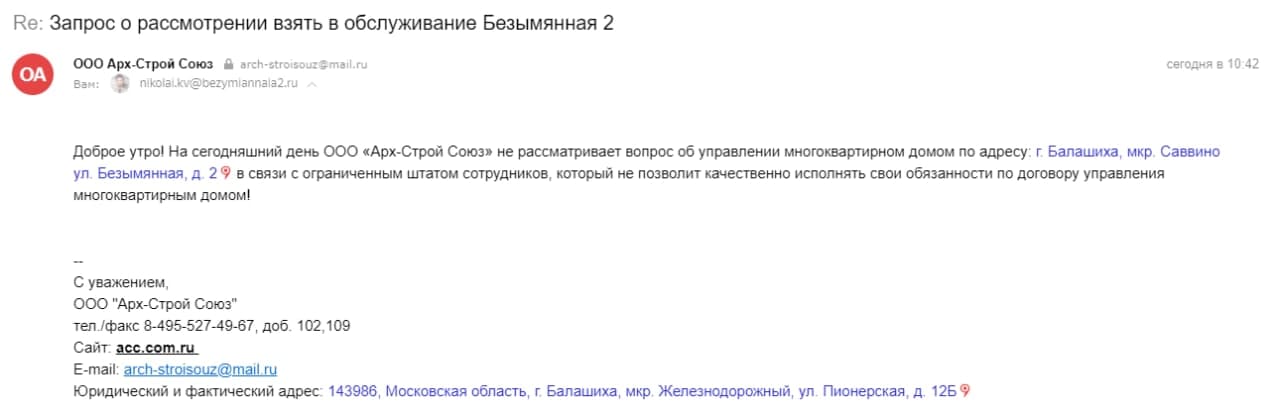 Re: Запрос о рассмотрении взять в обслуживание Безымянная 2
OA
ООО Арх-Строй Союз arch-stroisouz@mail.ru
сегодня в 10:42
Вам: nikolai.kv@bezymiannaia2.ru
Доброе утро! На сегодняшний день ООО «Арх-Строй Союз» не рассматривает вопрос об управлении многоквартирном домом по адресу: г. Балашиха, мкр. Саввино
ул. Безымянная, д. 2 в связи с ограниченным штатом сотрудников, который не позволит качественно исполнять свои обязанности по договору управления
многоквартирным домом!
--
С уважением,
ООО "Арх-Строй Союз"
тел./факс 8-495-527-49-67, доб. 102,109
Сайт: acc.com.ru
E-mail: arch-stroisouz@mail.ru
Юридический и фактический адрес: 143986, Московская область, г. Балашиха, мкр. Железнодорожный, ул. Пионерская, д. 12Б